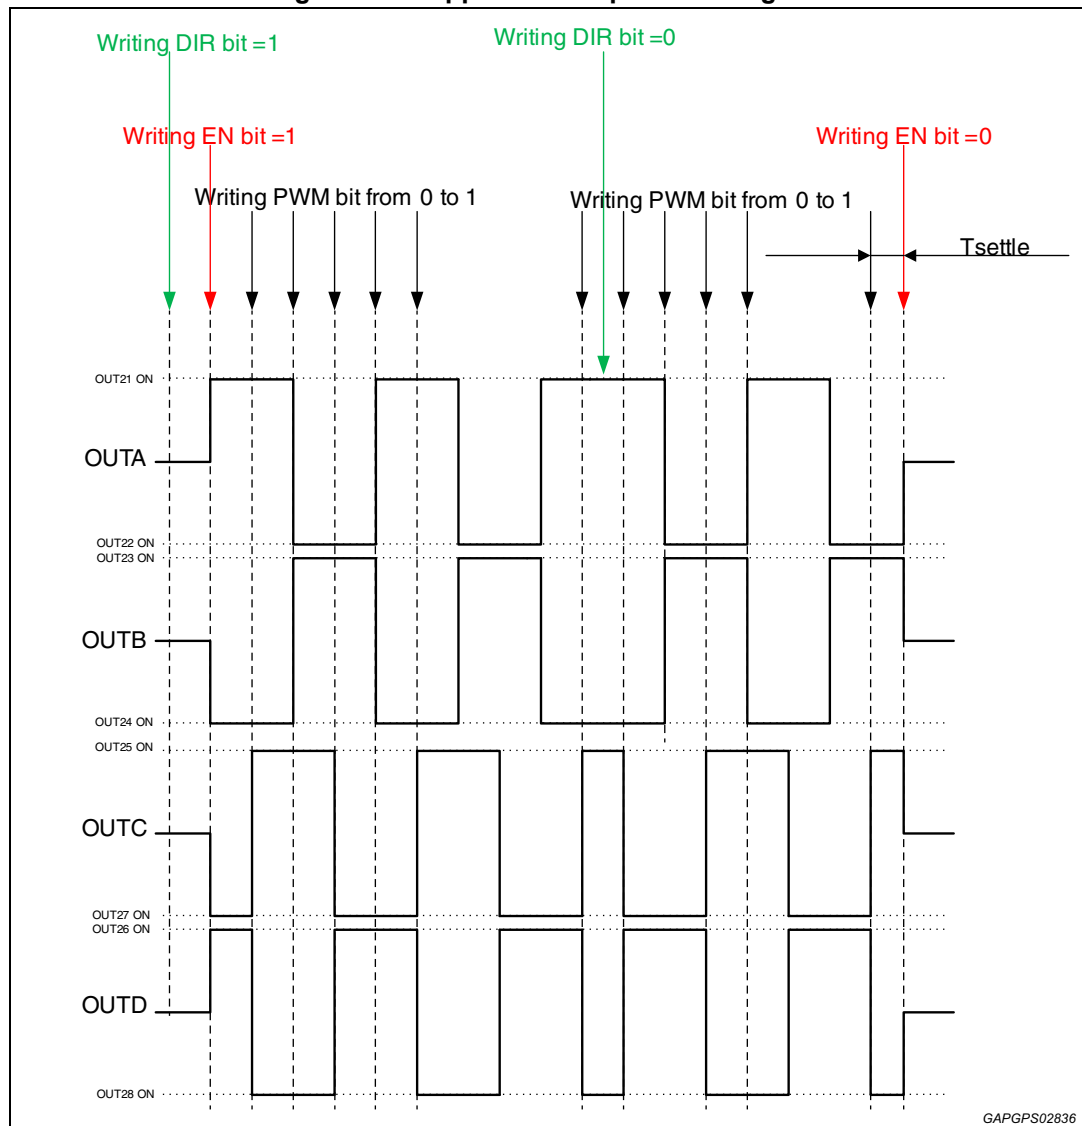 Writing DIR bit =1
Writing DIR bit =0
Writing EN bit =1
Writing EN bit =0
Writing PWM bit from 0 to 1
Writing PWM bit from 0 to 1
Tsettle
OUT21 ON
OUTA
OUT22 ON
OUT23 ON
OUTB
OUT24 ON
OUT25 ON
OUTC
OUT27 ON
OUT26 ON
OUTD
OUT28 ON
GAPGPS02836